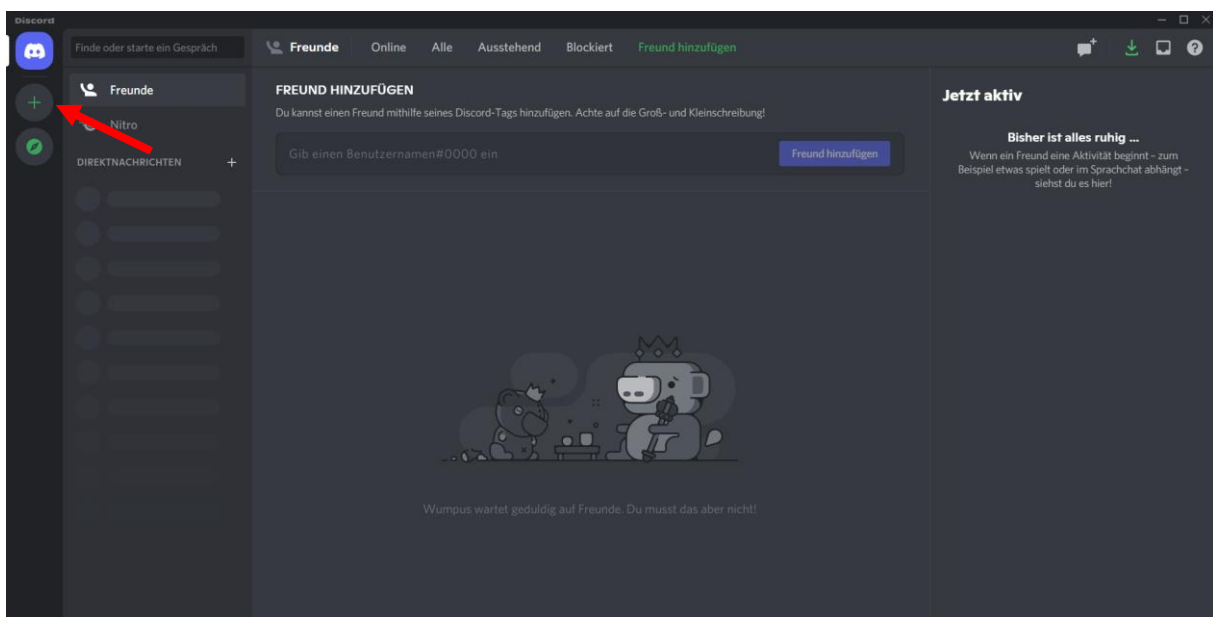 Discord
Finde oder starte ein Gespräch
Freunde Online Alle Ausstehend Blockiert Freund hinzufügen
Freunde
Nitro
DIREKTNACHRICHTEN +
FREUND HINZUFÜGEN
Du kannst einen Freund mithilfe seines Discord-Tags hinzufügen. Achte auf die Groß- und Kleinschreibung!
Gib einen Benutzernamen#0000 ein
Freund hinzufügen
Wumpus wartet geduldig auf Freunde. Du musst das aber nicht!
Jetzt aktiv
Bisher ist alles ruhig ...
Wenn ein Freund eine Aktivität beginnt – zum
Beispiel etwas spielt oder im Sprachchat abhängt –
siehst du es hier!